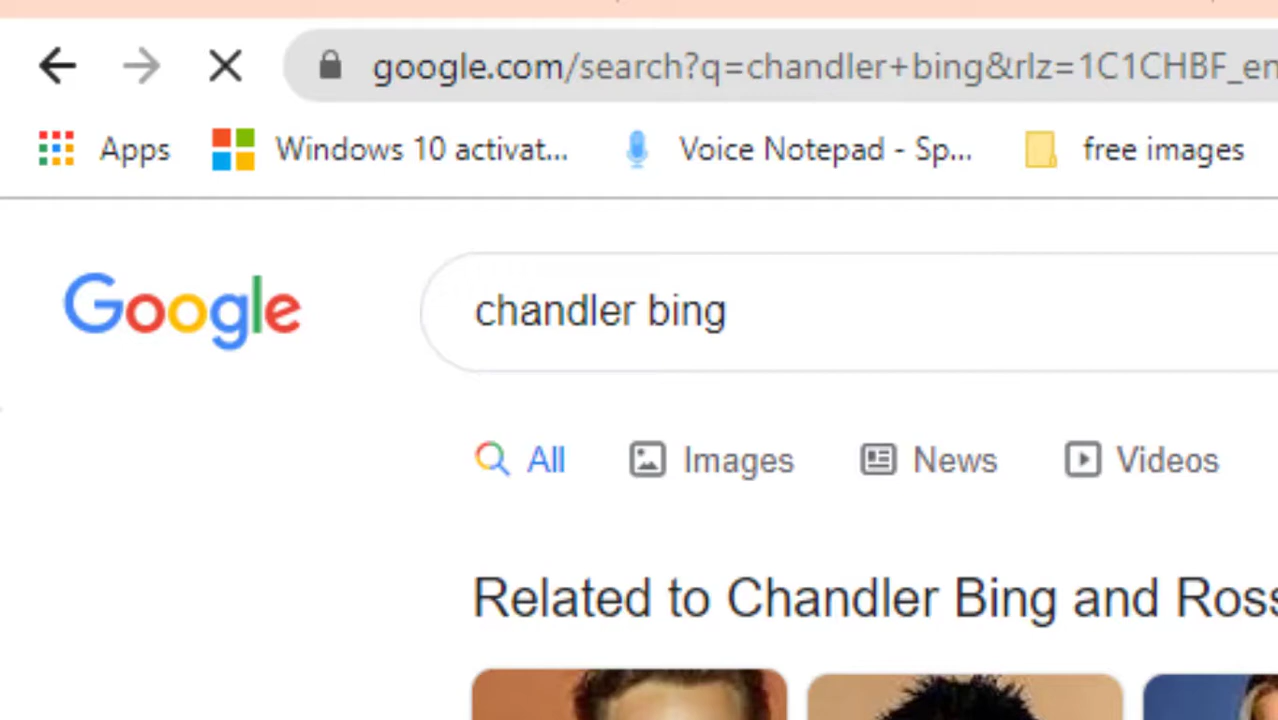 google.com/search?q=chandler+bing&rlz=1C1CHBF_en
Apps Windows 10 activat... Voice Notepad - Sp... free images
Google chandler bing
All Images News Videos
Related to Chandler Bing and Ross